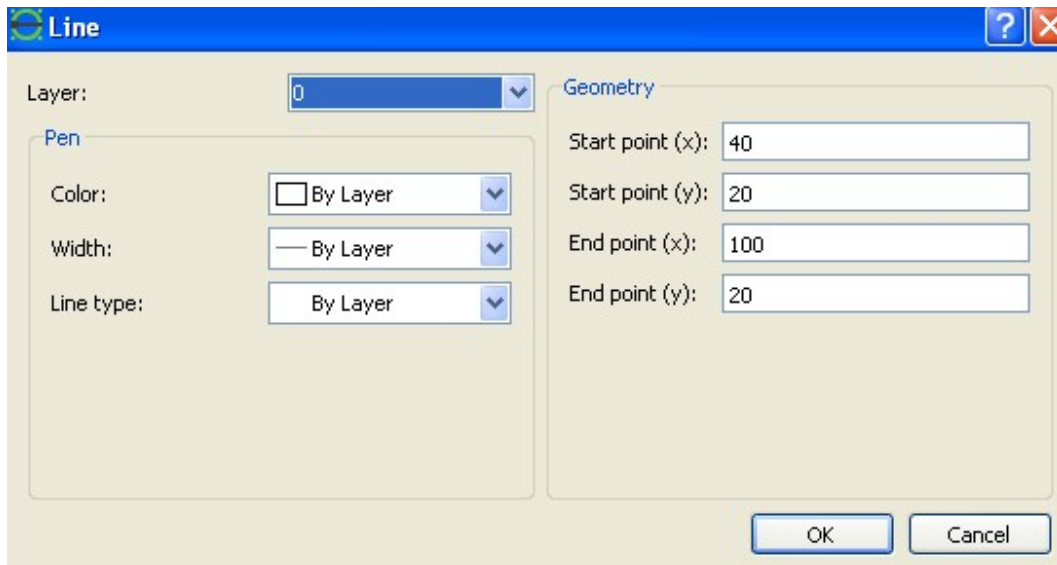 Line
?
Layer: 0
Pen
Color: By Layer
Width: By Layer
Line type: By Layer
Geometry
Start point (x): 40
Start point (y): 20
End point (x): 100
End point (y): 20
OK Cancel